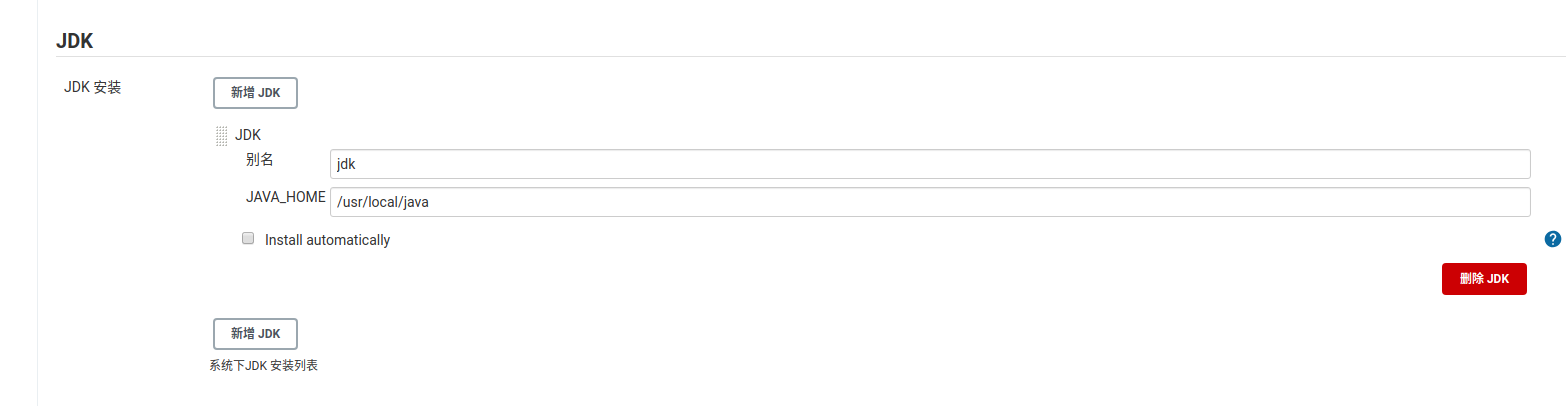 JDK
JDK 安装
新增 JDK
JDK
别名
jdk
JAVA_HOME
/usr/local/java
Install automatically
?
删除 JDK
新增 JDK
系统下JDK 安装列表